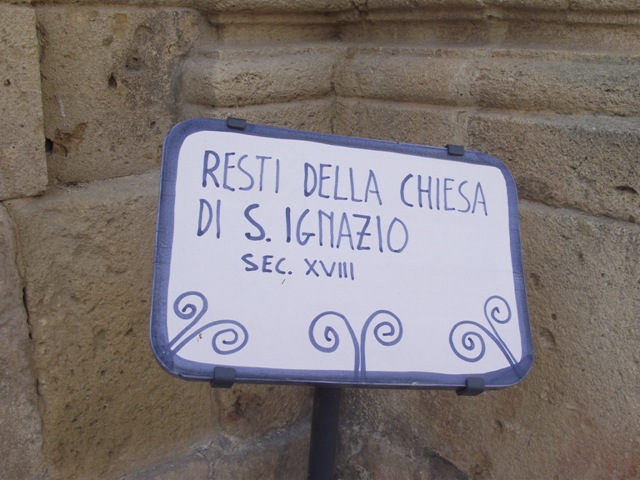 RESTI DELLA CHIESA
DI S. IGNAZIO
SEC. XVIII